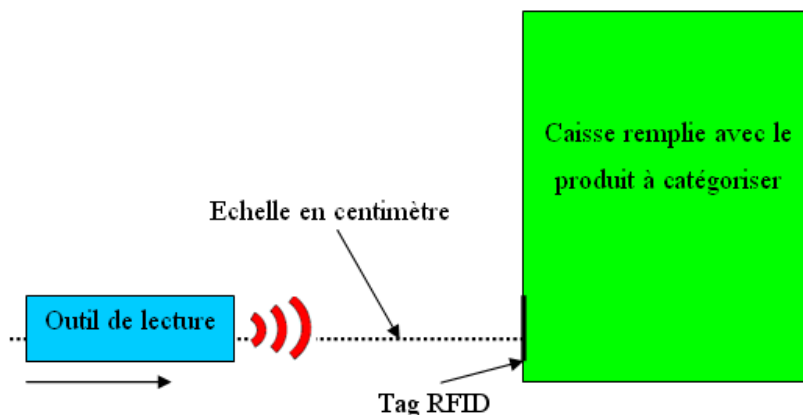 Caisse remplie avec le
produit à catégoriser
Echelle en centimètre
Outil de lecture
Tag RFID